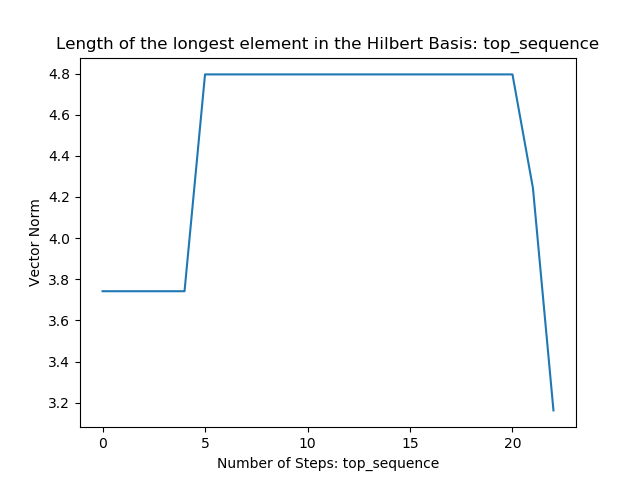 Length of the longest element in the Hilbert Basis: top_sequence
4.8
4.6
4.4
4.2
4.0
3.8
3.6
3.4
3.2
Vector Norm
0 5 10 15 20
Number of Steps: top_sequence